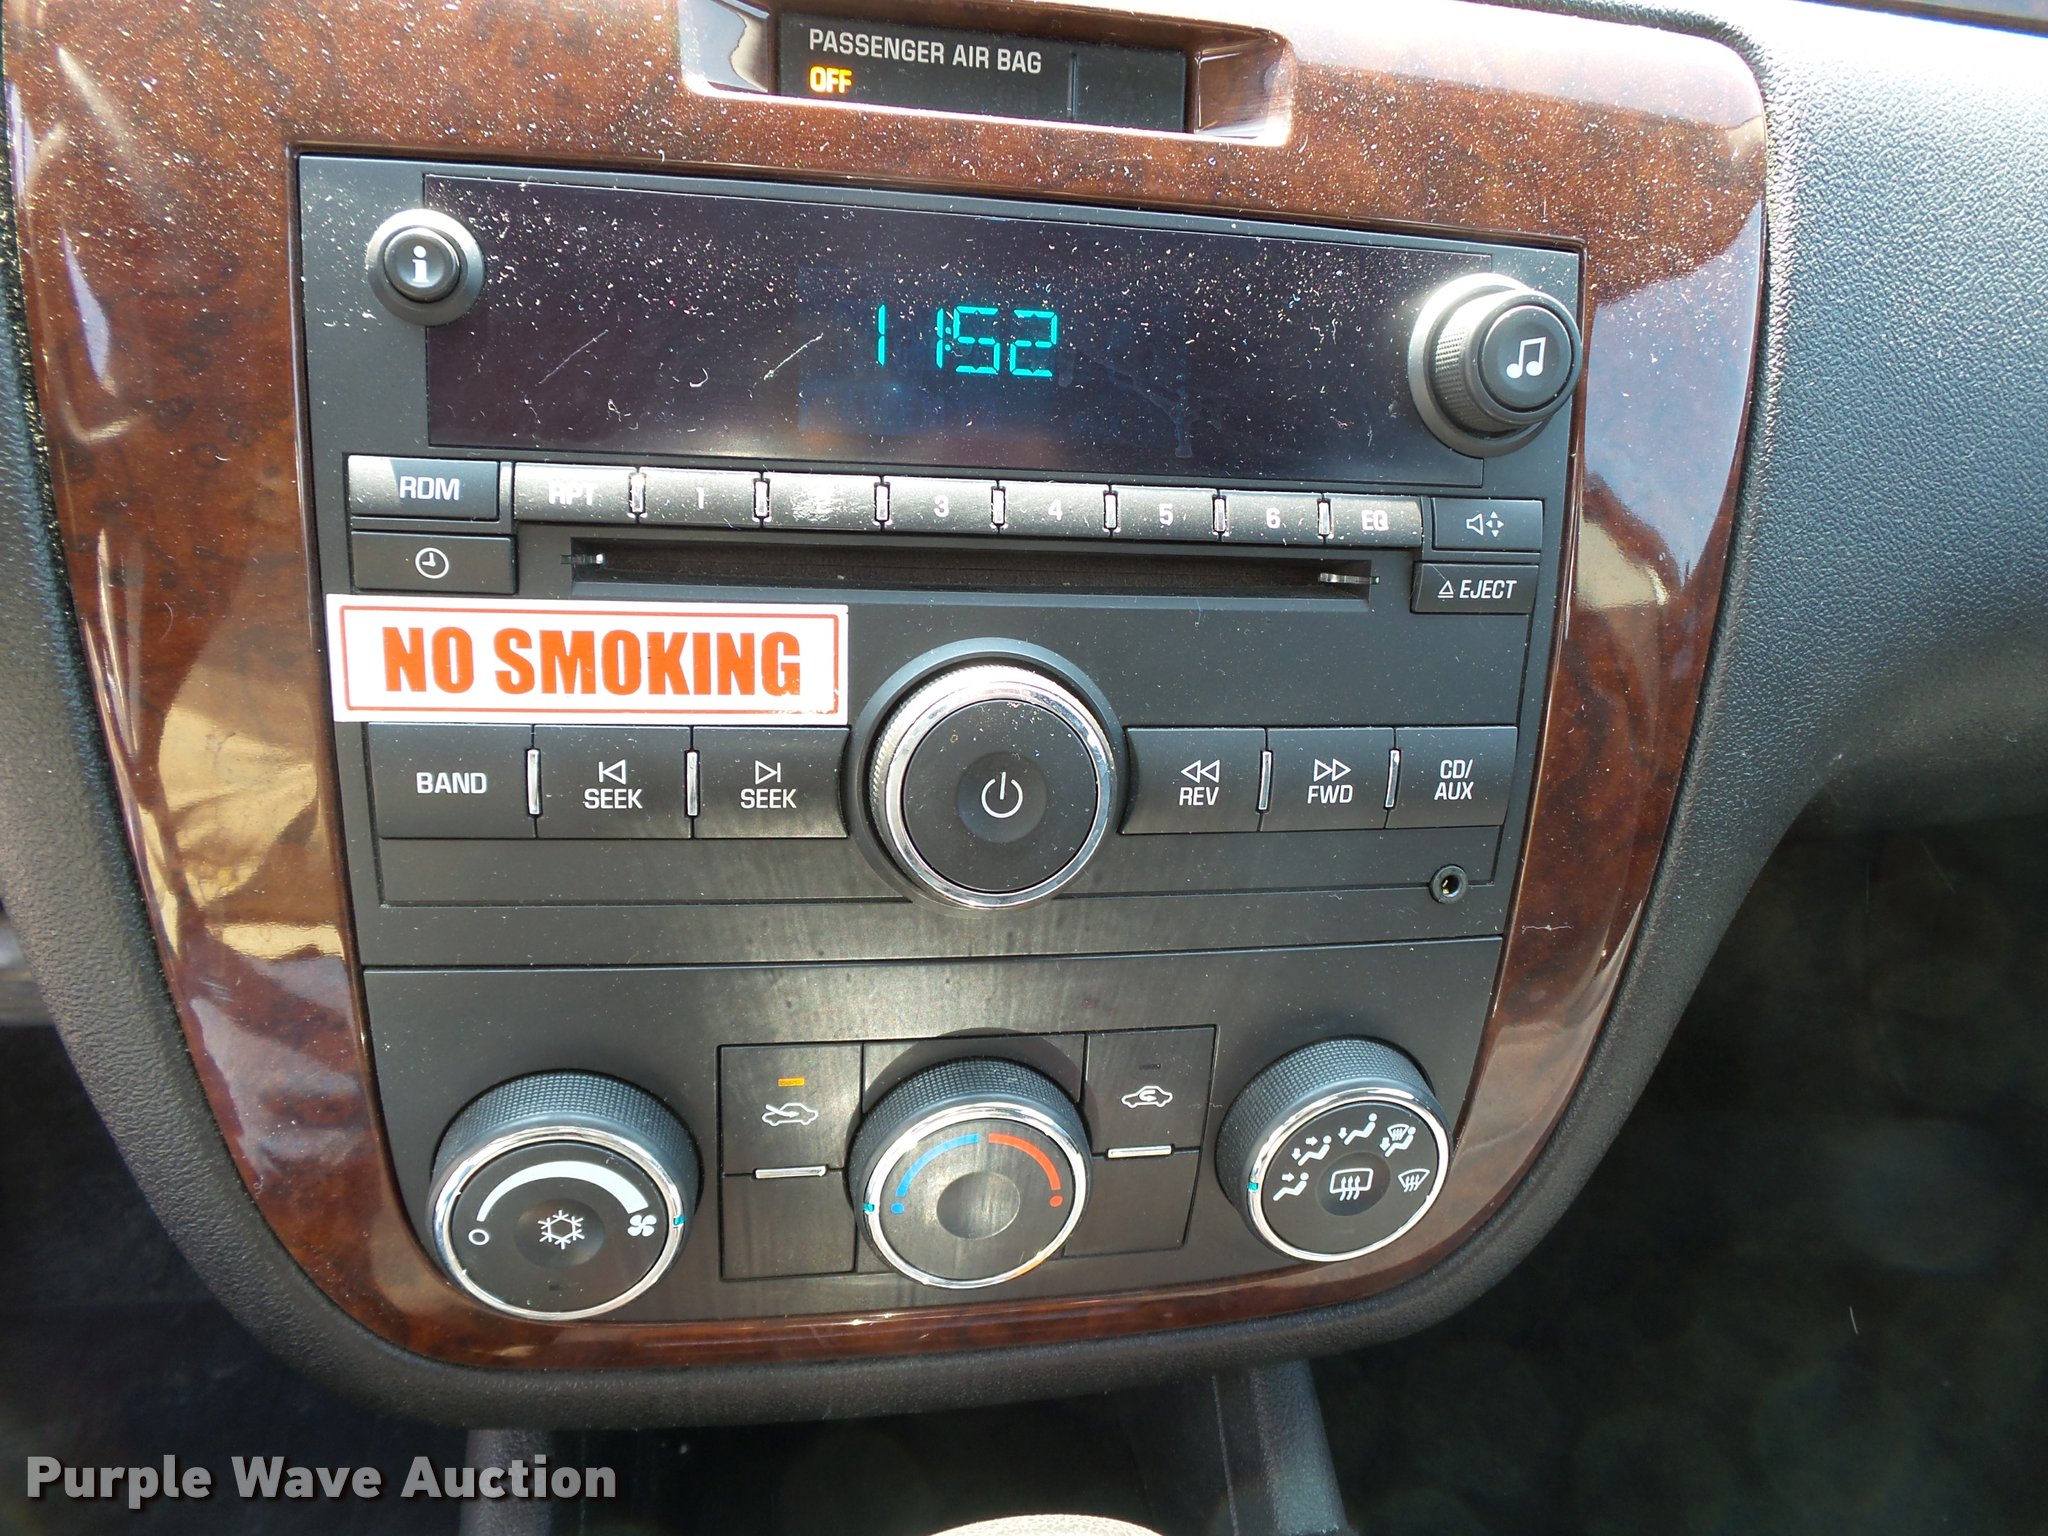 PASSENGER AIR BAG
OFF
11:52
RDM
RPT 1 2 3 4 5 6 EQ
EJECT
NO SMOKING
BAND
SEEK
SEEK
REV
FWD
CD/
AUX
Purple Wave Auction